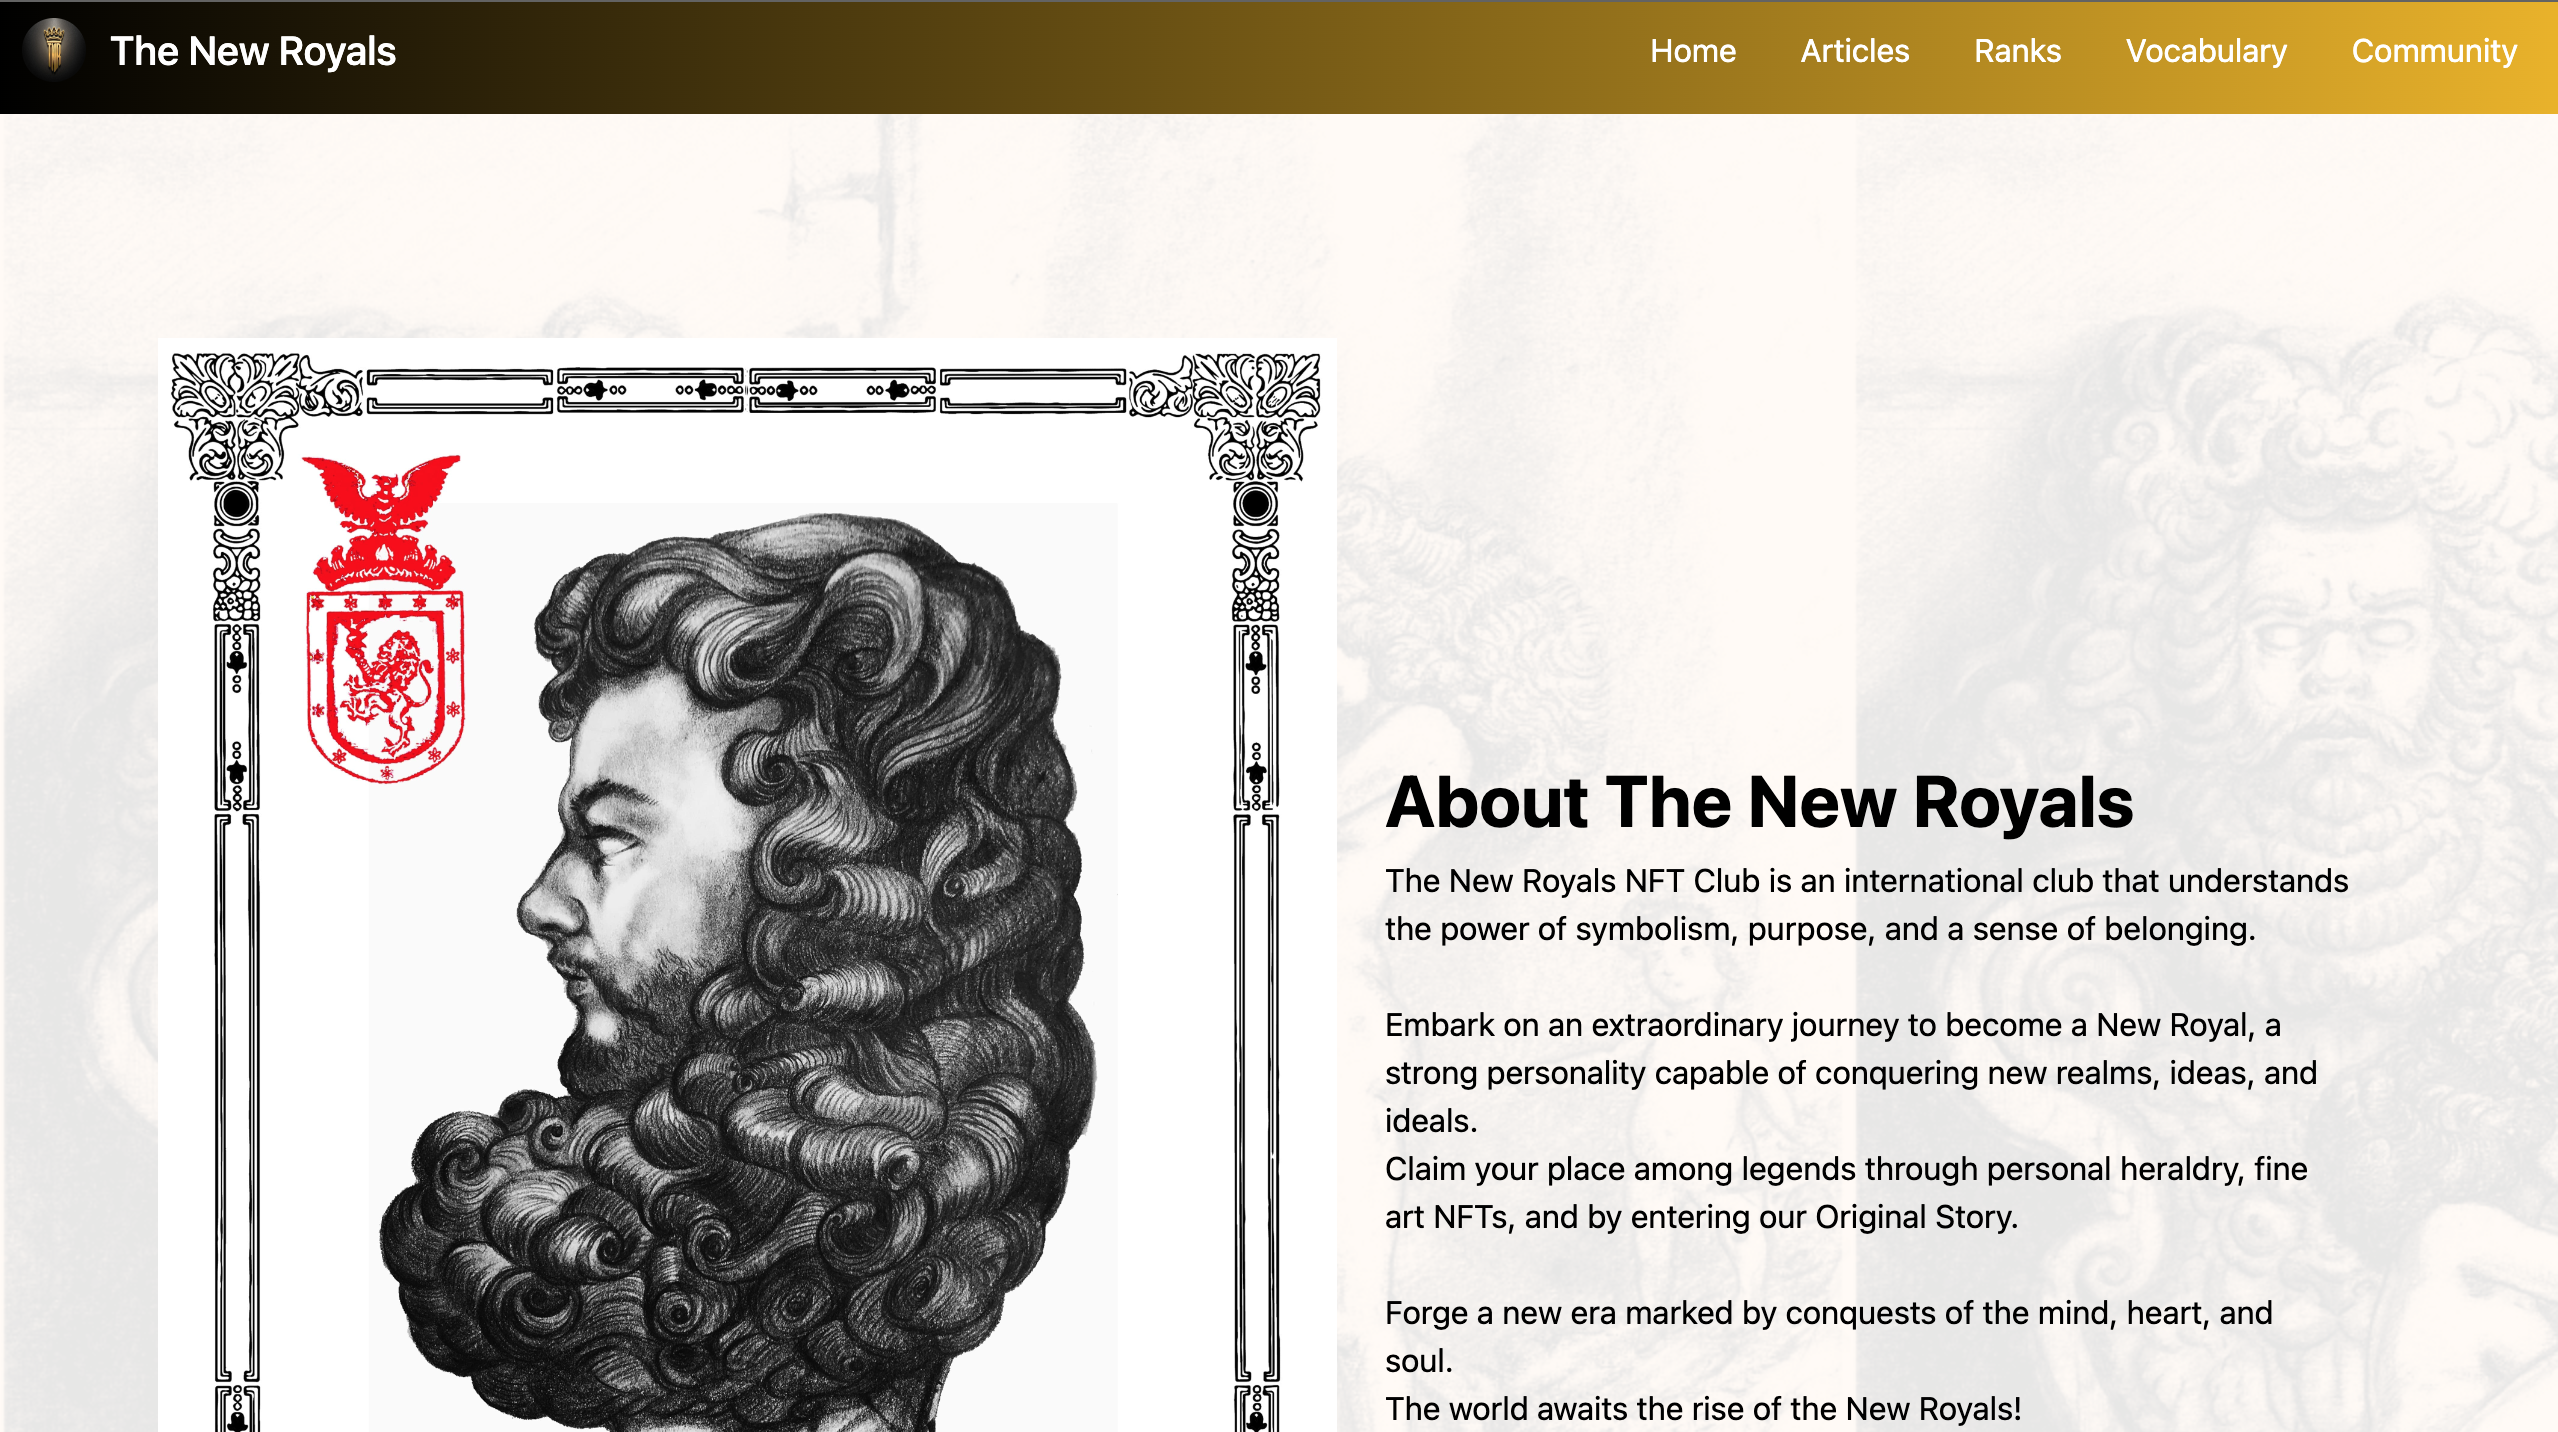 The New Royals
Home
Articles
Ranks
Vocabulary
Community
About The New Royals
The New Royals NFT Club is an international club that understands
the power of symbolism, purpose, and a sense of belonging.
Embark on an extraordinary journey to become a New Royal, a
strong personality capable of conquering new realms, ideas, and
ideals.
Claim your place among legends through personal heraldry, fine
art NFTs, and by entering our Original Story.
Forge a new era marked by conquests of the mind, heart, and
soul.
The world awaits the rise of the New Royals!